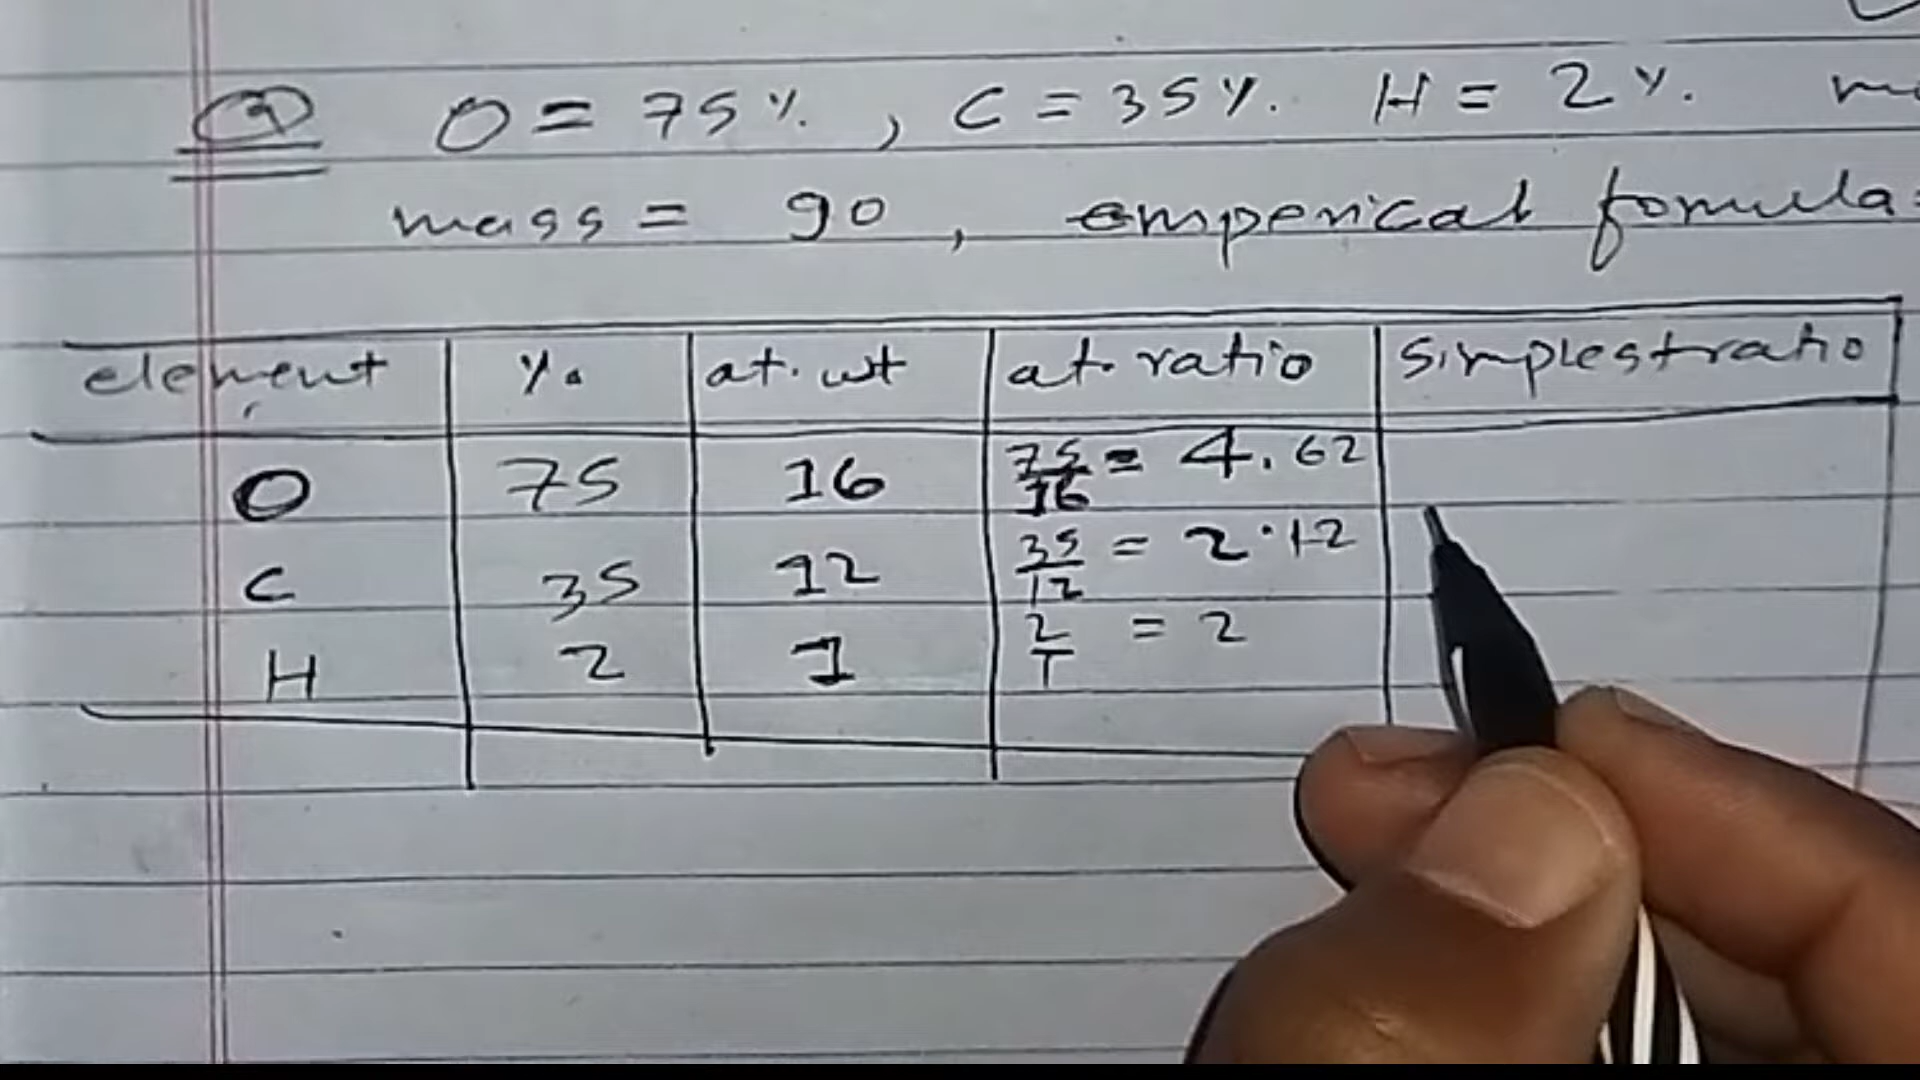 Q O = 75%, C = 35%. H = 2%.
mass = 90, emperical formula
element %. at. wt at. ratio Simplest ratio
O 75 16 75/16 = 4.62
C 35 12 35/12 = 2.12
H 2 1 2/1 = 2